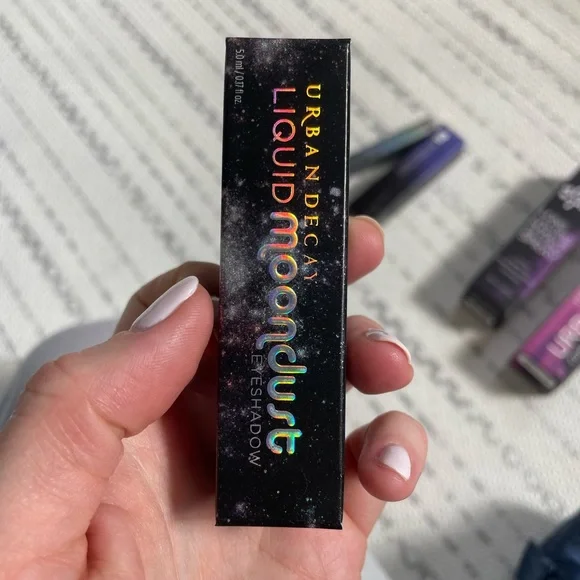 URBAN DECAY
LIQUID moondust
EYESHADOW
5.0 ml / 0.17 fl oz.